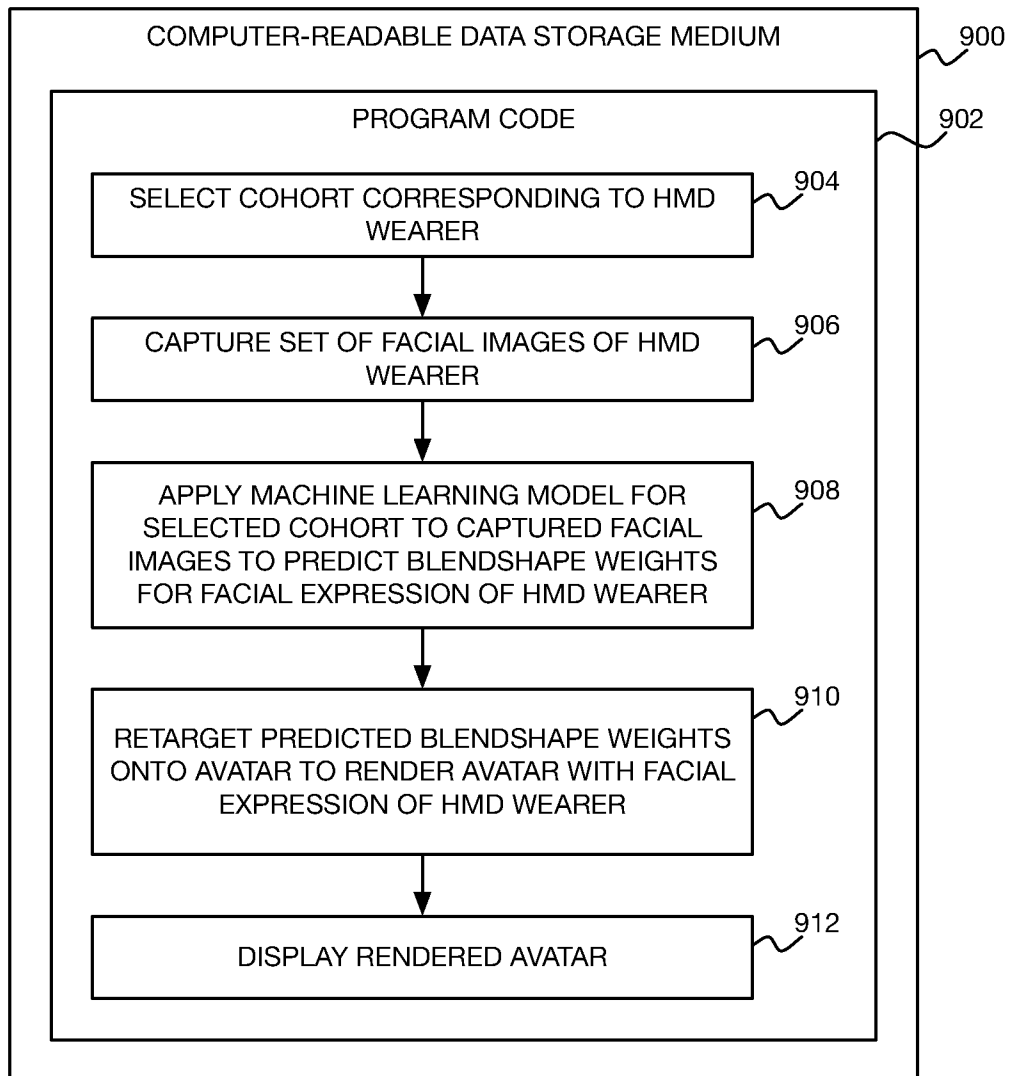 COMPUTER-READABLE DATA STORAGE MEDIUM
900
PROGRAM CODE
902
SELECT COHORT CORRESPONDING TO HMD
WEARER
904
CAPTURE SET OF FACIAL IMAGES OF HMD
WEARER
906
APPLY MACHINE LEARNING MODEL FOR
SELECTED COHORT TO CAPTURED FACIAL
IMAGES TO PREDICT BLENDSHAPE WEIGHTS
FOR FACIAL EXPRESSION OF HMD WEARER
908
RETARGET PREDICTED BLENDSHAPE WEIGHTS
ONTO AVATAR TO RENDER AVATAR WITH FACIAL
EXPRESSION OF HMD WEARER
910
DISPLAY RENDERED AVATAR
912